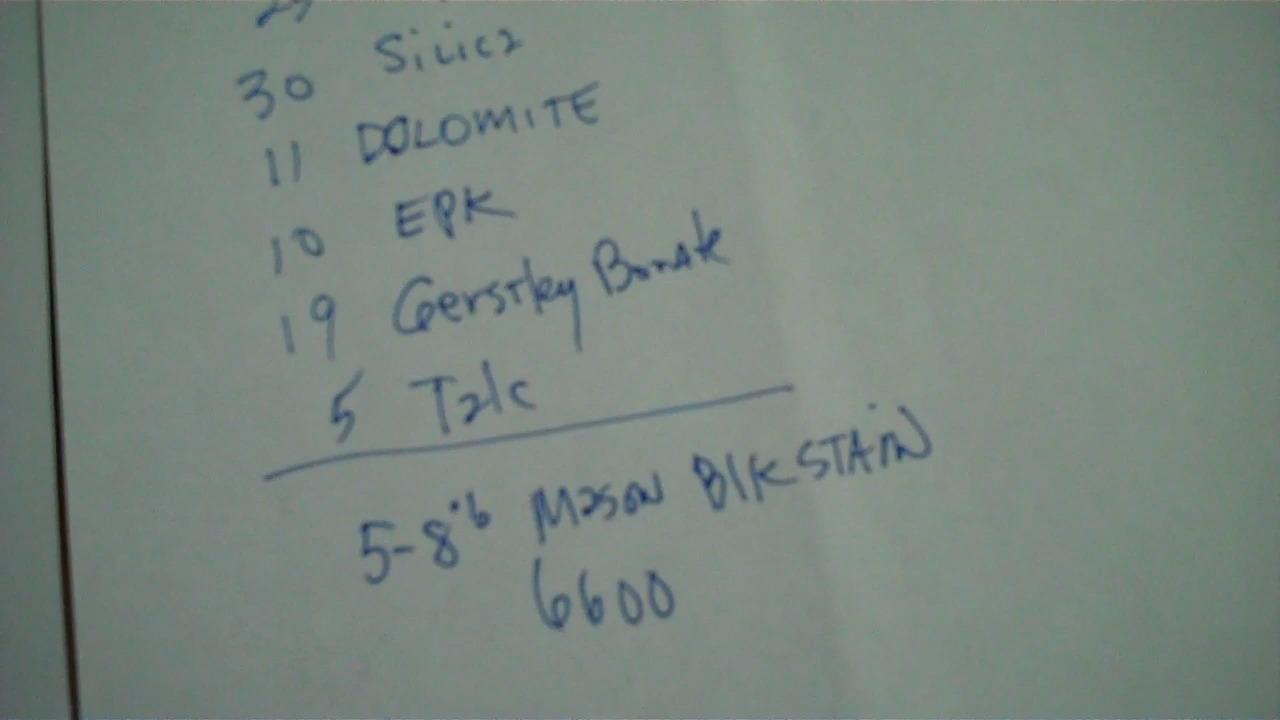 30 Silica
11 DOLOMITE
10 EPK
19 Gerstley Borate
5 Talc
5-8% Mason Blk STAIN
6600